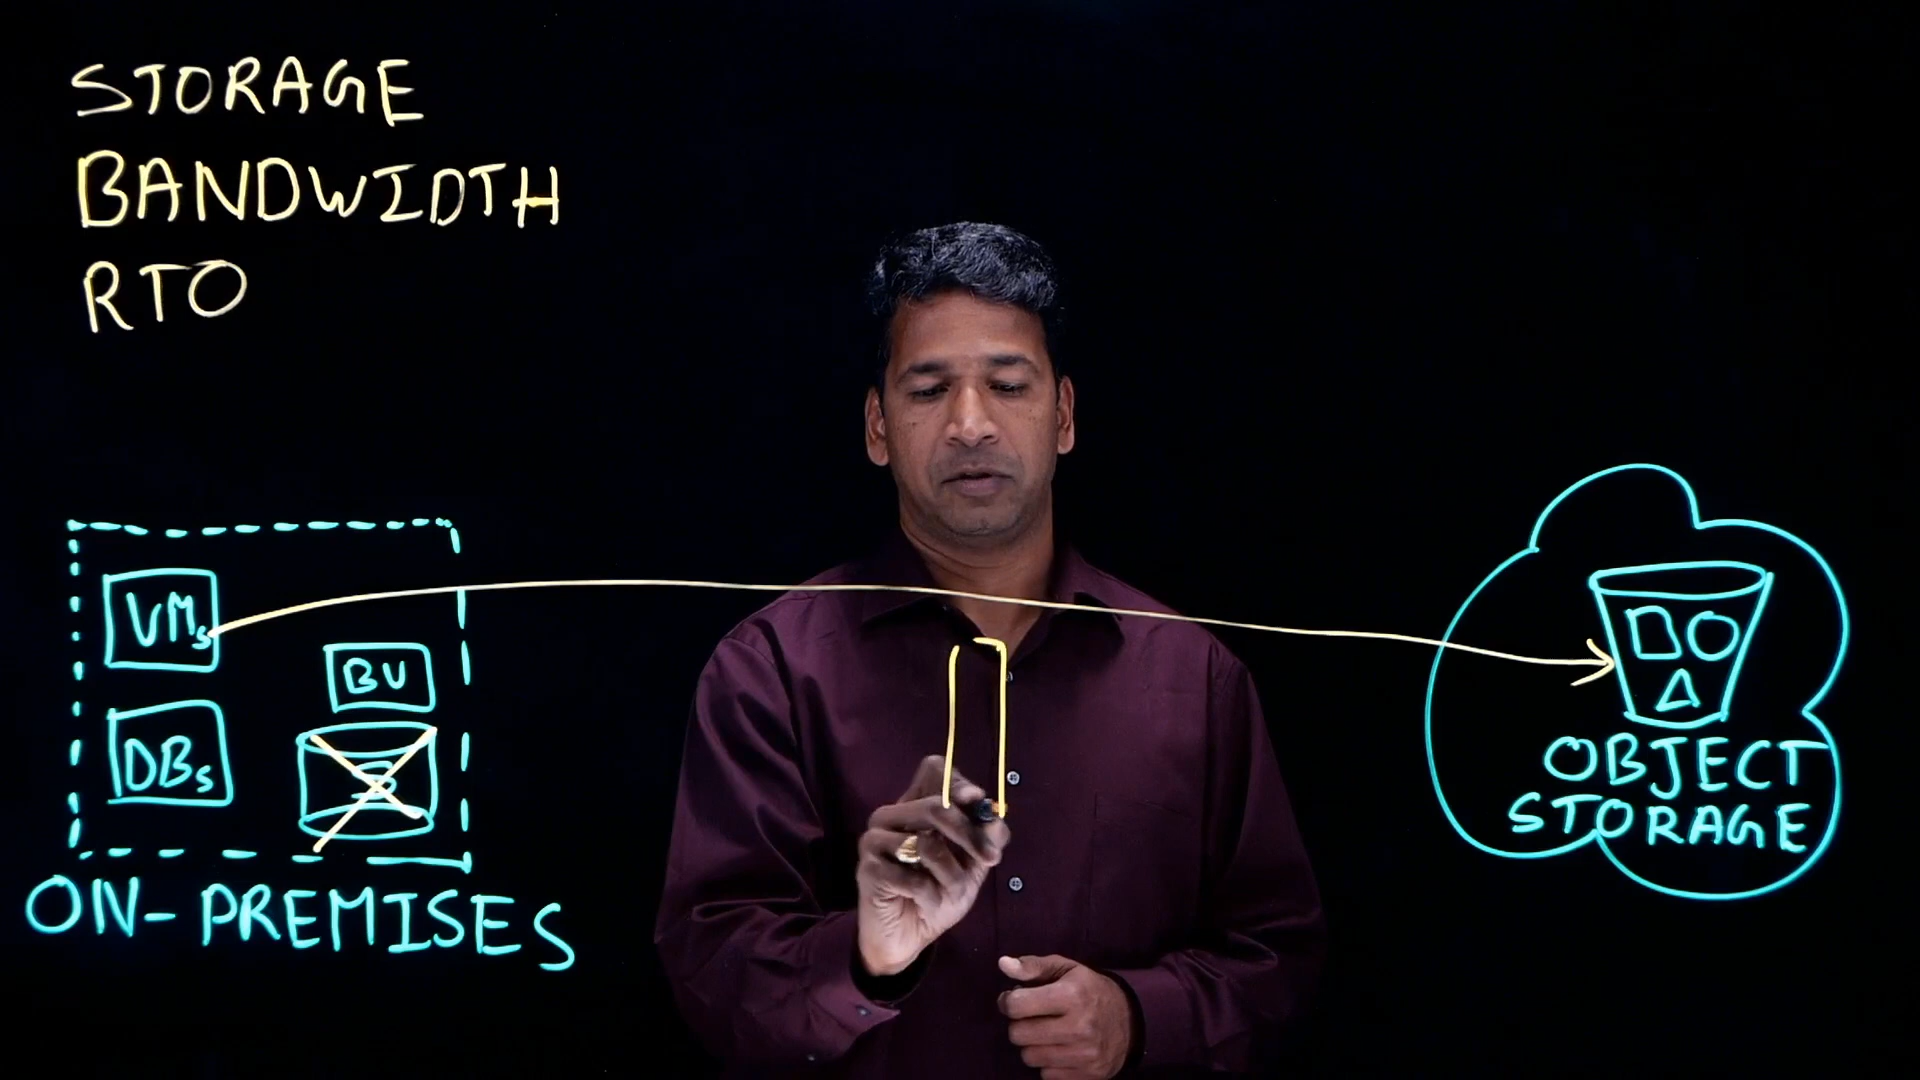 STORAGE
BANDWIDTH
RTO
VMs
BU
DBs
ON-PREMISES
OBJECT
STORAGE